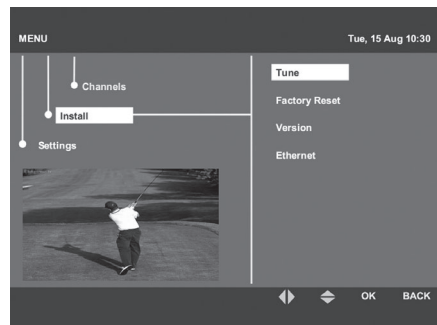 MENU
Tue, 15 Aug 10:30
Channels
Install
Settings
Tune
Factory Reset
Version
Ethernet
OK
BACK